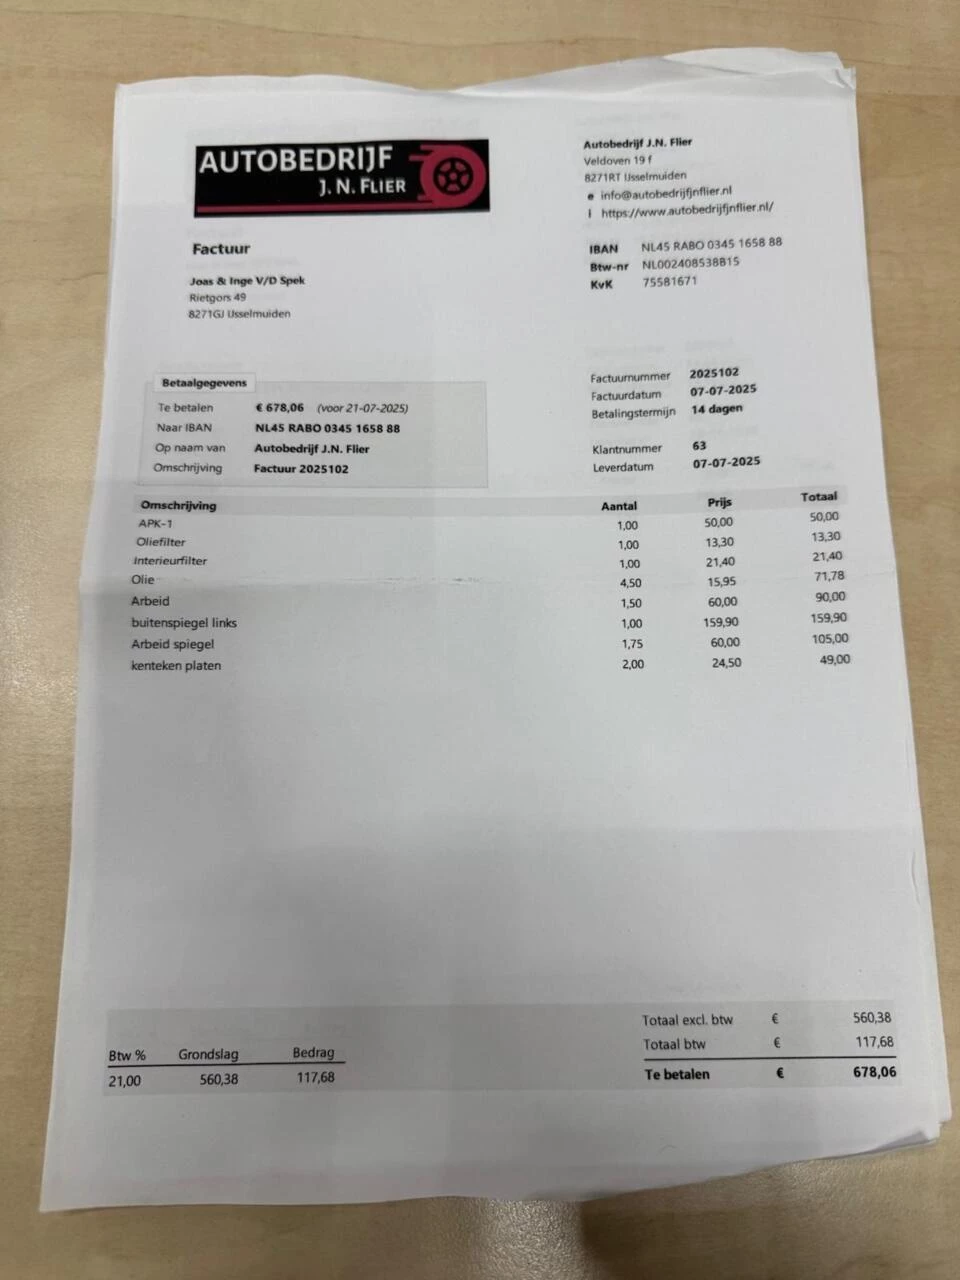 AUTOBEDRIJF
J. N. FLIER
Autobedrijf J.N. Flier
Veldoven 19 f
8271RT IJsselmuiden
e info@autobedrijfjnflier.nl
I https://www.autobedrijfjnflier.nl/
Factuur
IBAN NL45 RABO 0345 1658 88
Btw-nr NL002408538B15
KvK 75581671
Joas & Inge V/D Spek
Rietgors 49
8271GJ IJsselmuiden
Betaalgegevens
Te betalen € 678,06 (voor 21-07-2025)
Naar IBAN NL45 RABO 0345 1658 88
Op naam van Autobedrijf J.N. Flier
Omschrijving Factuur 2025102
Factuurnummer 2025102
Factuurdatum 07-07-2025
Betalingstermijn 14 dagen
Klantnummer 63
Leverdatum 07-07-2025
Omschrijving Aantal Prijs Totaal
APK-1 1,00 50,00 50,00
Oliefilter 1,00 13,30 13,30
Interieurfilter 1,00 21,40 21,40
Olie 4,50 15,95 71,78
Arbeid 1,50 60,00 90,00
buitenspiegel links 1,00 159,90 159,90
Arbeid spiegel 1,75 60,00 105,00
kenteken platen 2,00 24,50 49,00
Totaal excl. btw € 560,38
Totaal btw € 117,68
Te betalen € 678,06
Btw % Grondslag Bedrag
21,00 560,38 117,68